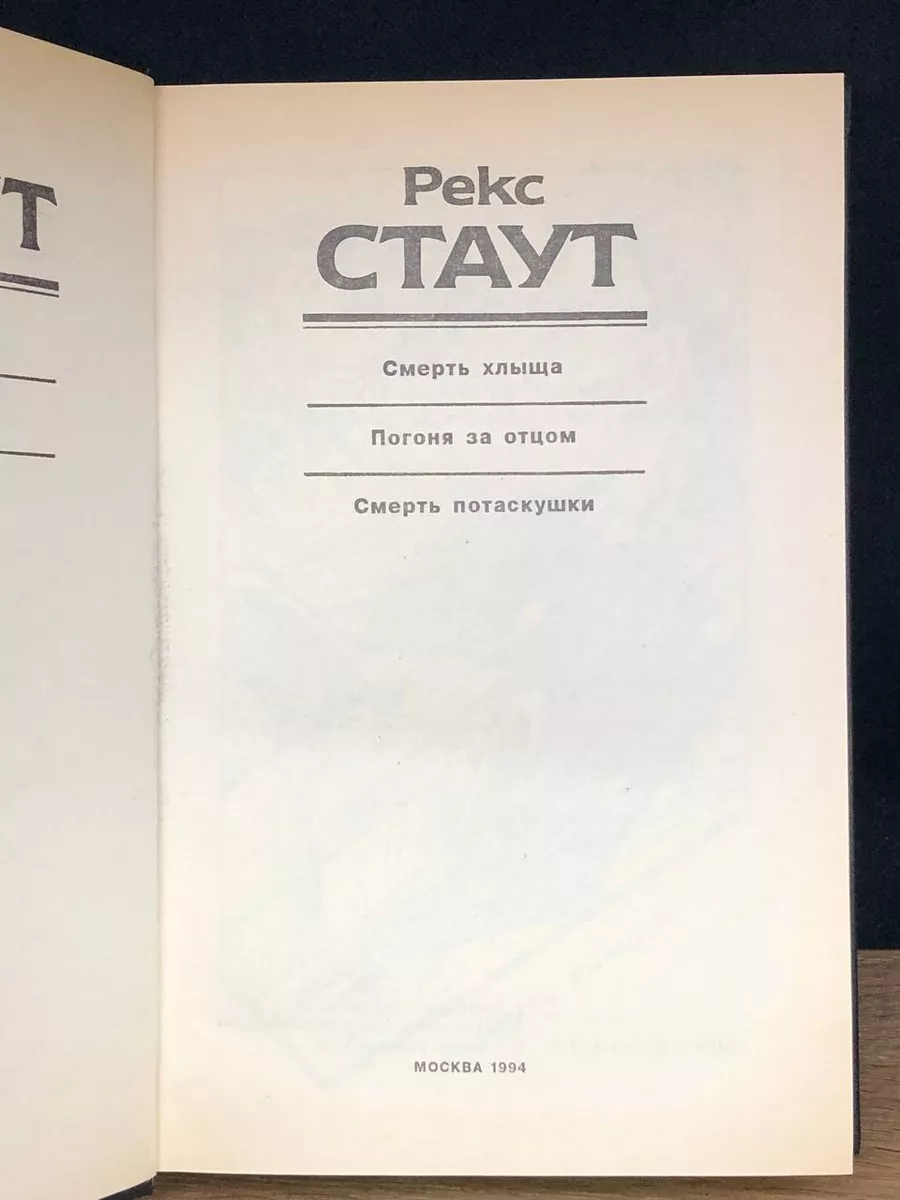 Рекс
СТАУТ
Смерть хлыща
Погоня за отцом
Смерть потаскушки
МОСКВА 1994